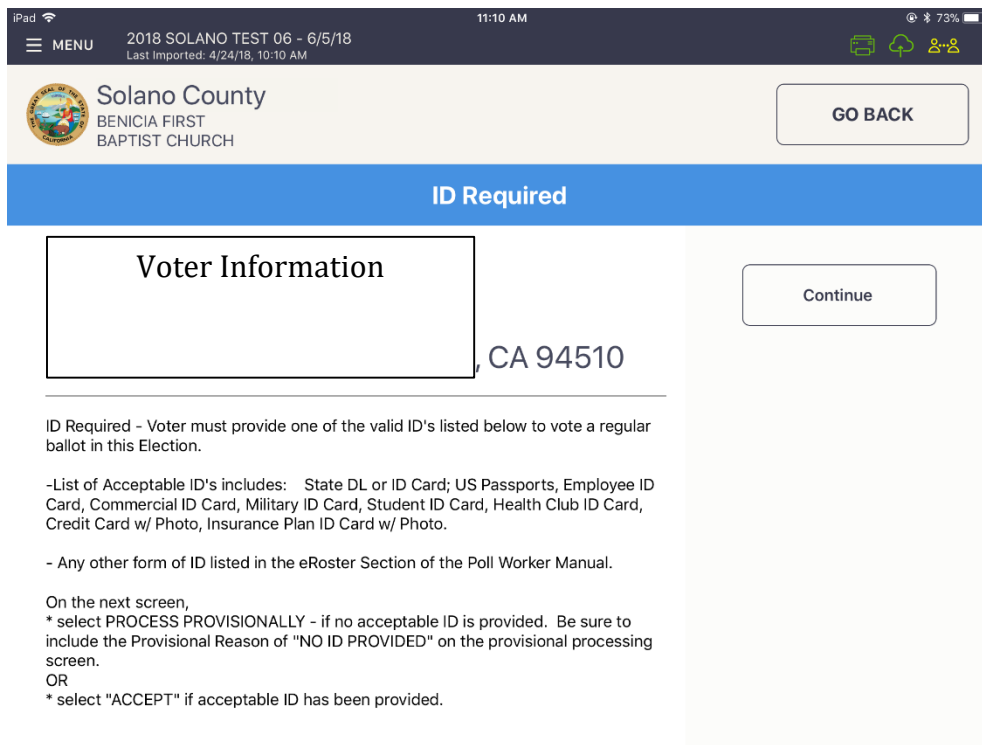 iPad
11:10 AM
73%
MENU
2018 SOLANO TEST 06 - 6/5/18
Last Imported: 4/24/18, 10:10 AM
Solano County
BENICIA FIRST
BAPTIST CHURCH
GO BACK
ID Required
Voter Information
Continue
, CA 94510
ID Required - Voter must provide one of the valid ID's listed below to vote a regular
ballot in this Election.
-List of Acceptable ID's includes: State DL or ID Card; US Passports, Employee ID
Card, Commercial ID Card, Military ID Card, Student ID Card, Health Club ID Card,
Credit Card w/ Photo, Insurance Plan ID Card w/ Photo.
- Any other form of ID listed in the eRoster Section of the Poll Worker Manual.
On the next screen,
* select PROCESS PROVISIONALLY - if no acceptable ID is provided. Be sure to
include the Provisional Reason of "NO ID PROVIDED" on the provisional processing
screen.
OR
* select "ACCEPT" if acceptable ID has been provided.